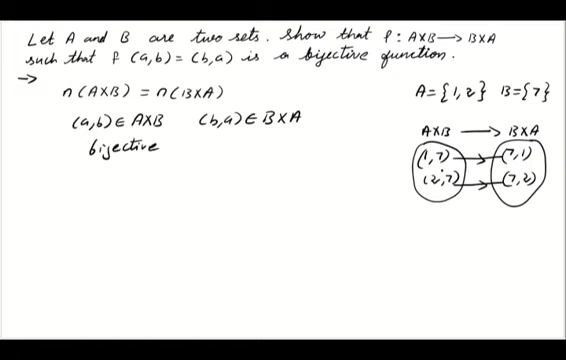 Let A and B are two sets. Show that f : A×B ⟶ B×A
such that f (a,b) = (b,a) is a bijective function.
→
n(A×B) = n(B×A)
(a,b) ∈ A×B (b,a) ∈ B×A
bijective
A = {1,2} B = {7}
A×B ⟶ B×A
(1,7) → (7,1)
(2,7) → (7,2)